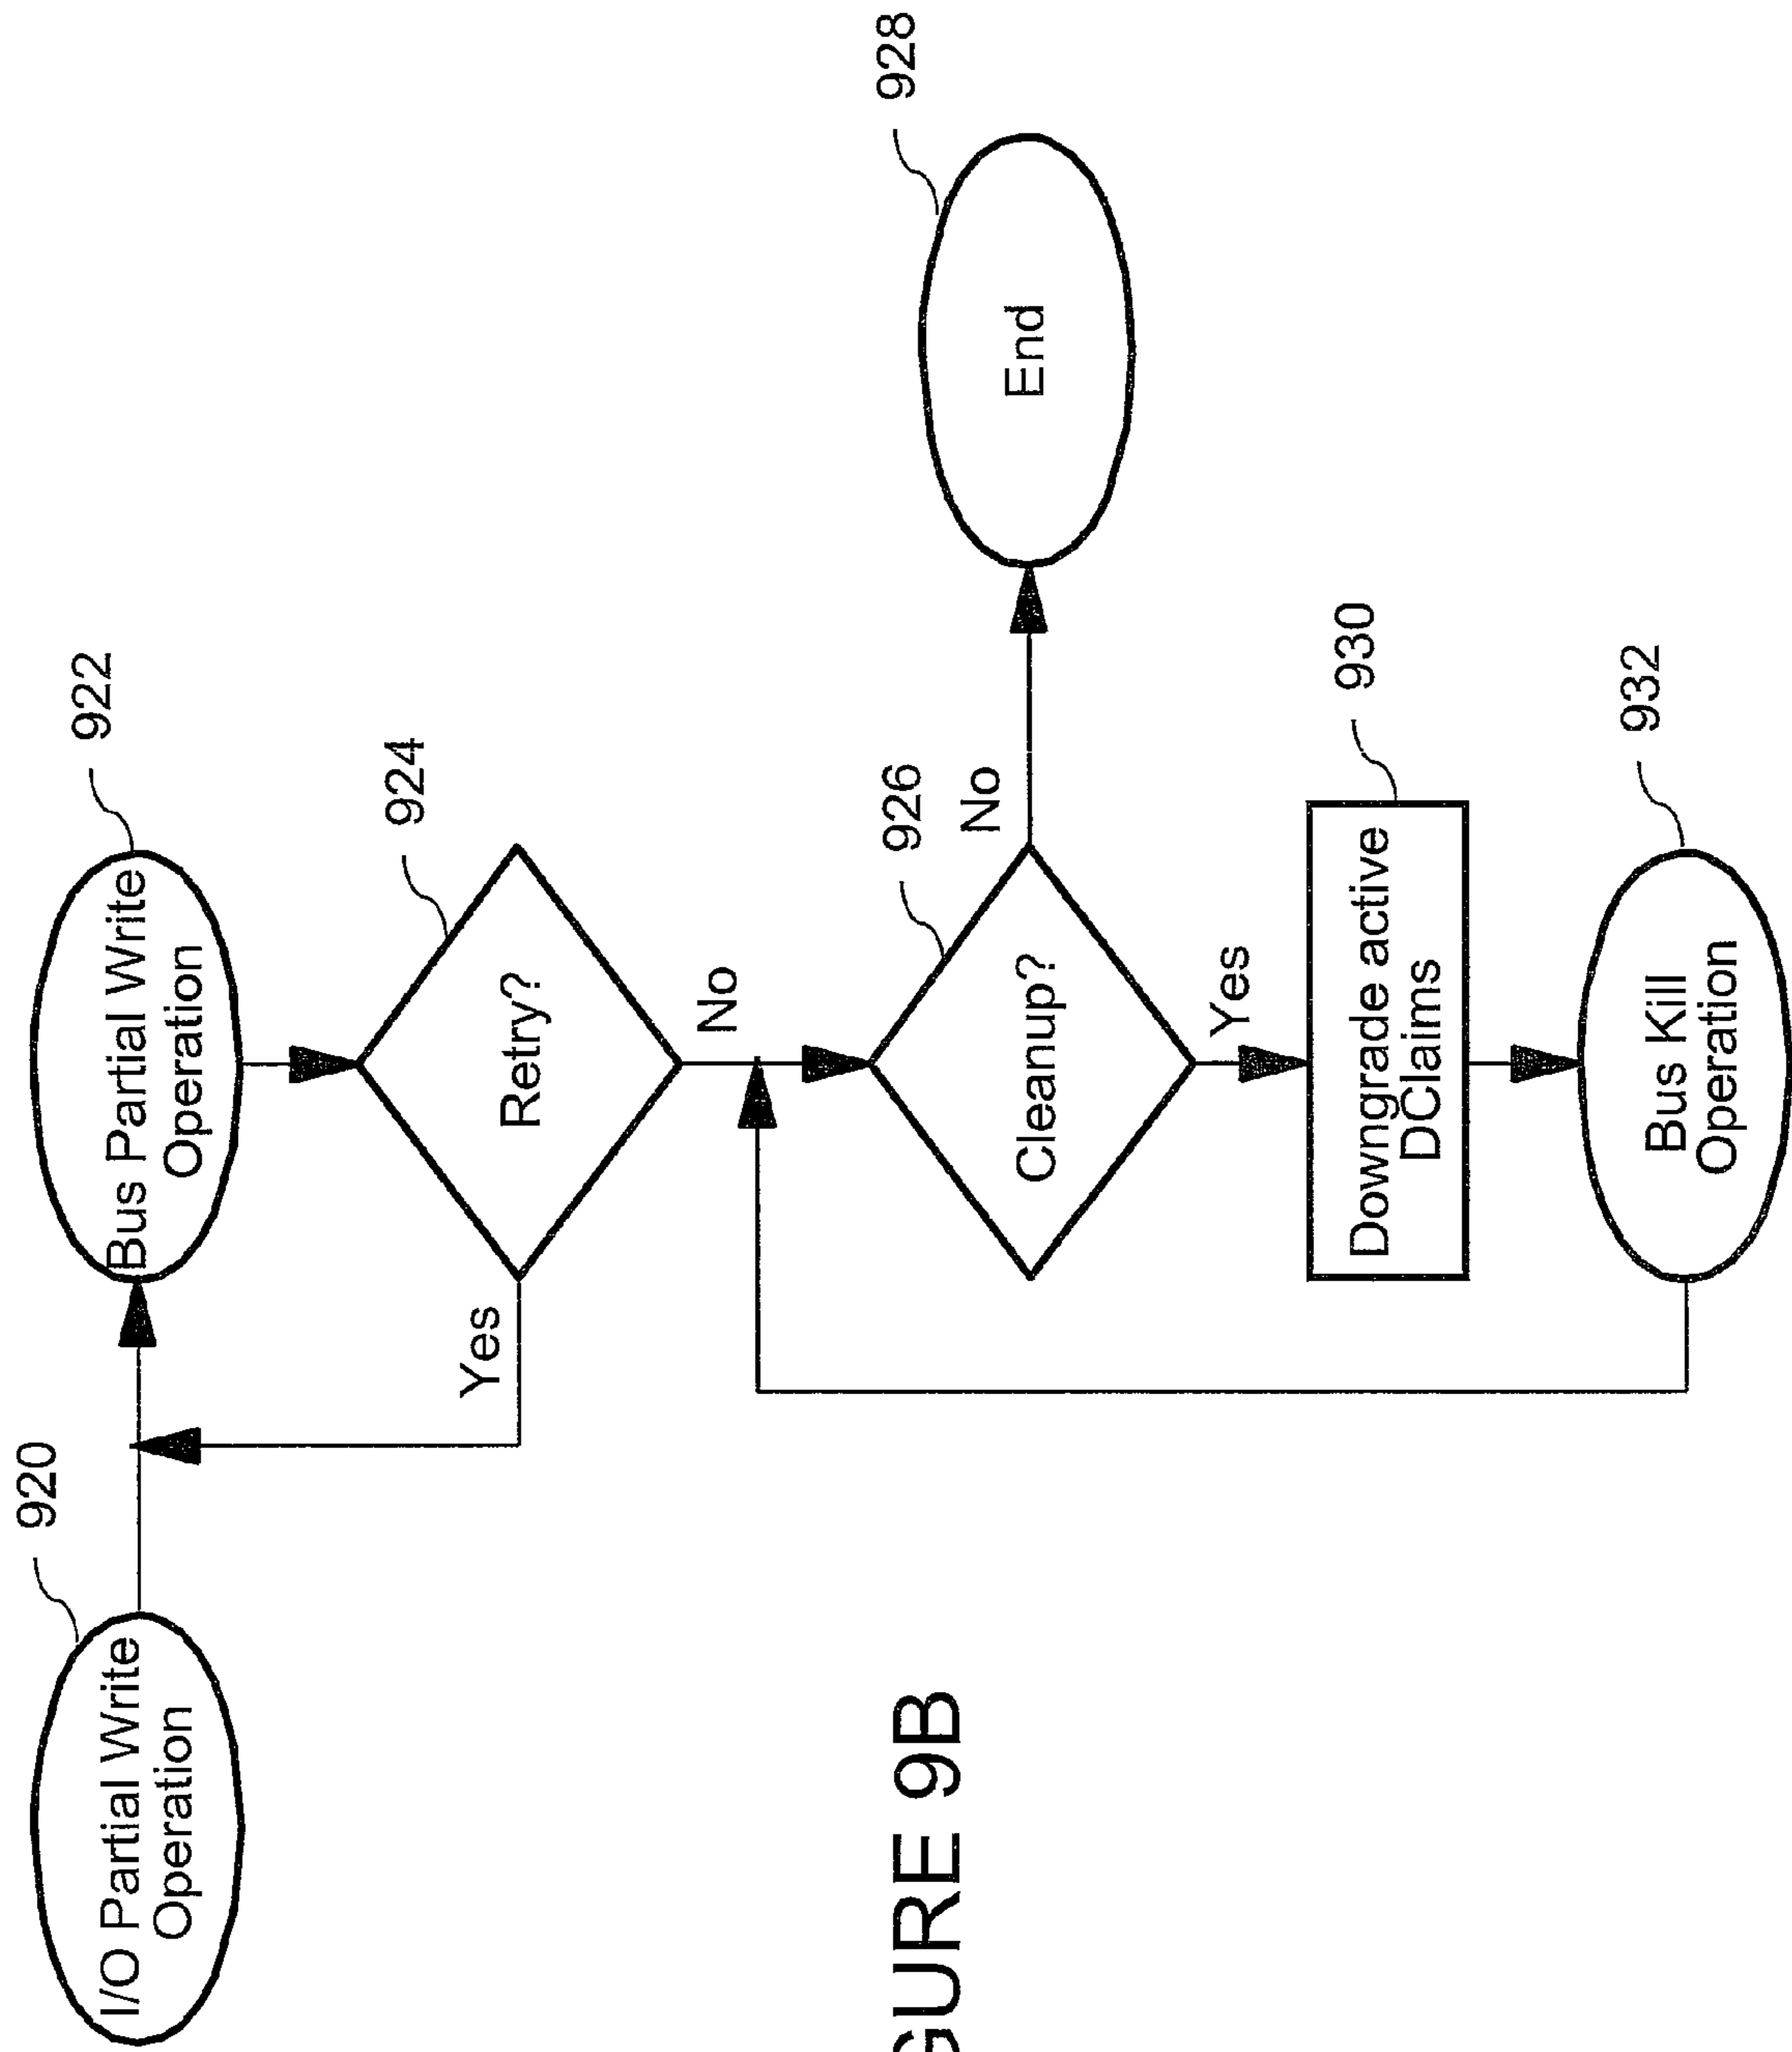 920
I/O Partial Write
Operation
922
Bus Partial Write
Operation
924
Retry?
Yes
No
926
Cleanup?
No
928
End
Yes
930
Downgrade active
DClaims
932
Bus Kill
Operation
GURE 9B